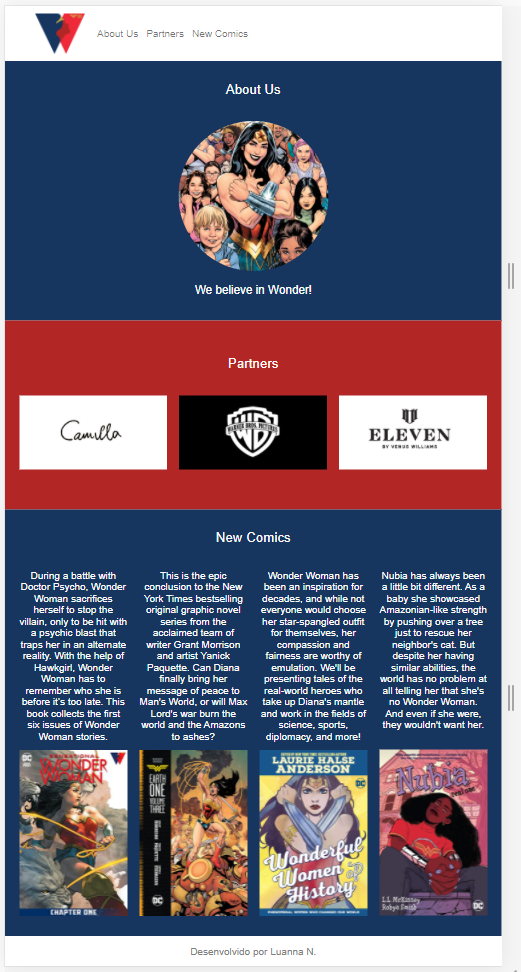 About Us Partners New Comics
About Us
We believe in Wonder!
Partners
Camilla
WARNER BROS. PICTURES
ELEVEN
BY VENUS WILLIAMS
New Comics
During a battle with
Doctor Psycho, Wonder
Woman sacrifices
herself to stop the
villain, only to be hit with
a psychic blast that
traps her in an alternate
reality. With the help of
Hawkgirl, Wonder
Woman has to
remember who she is
before it's too late. This
book collects the first
six issues of Wonder
Woman stories.
This is the epic
conclusion to the New
York Times bestselling
original graphic novel
series from the
acclaimed team of
writer Grant Morrison
and artist Yanick
Paquette. Can Diana
finally bring her
message of peace to
Man's World, or will Max
Lord's war burn the
world and the Amazons
to ashes?
Wonder Woman has
been an inspiration for
decades, and while not
everyone would choose
her star-spangled outfit
for themselves, her
compassion and
fairness are worthy of
emulation. We'll be
presenting tales of the
real-world heroes who
take up Diana's mantle
and work in the fields of
science, sports,
diplomacy, and more!
Nubia has always been
a little bit different. As a
baby she showcased
Amazonian-like strength
by pushing over a tree
just to rescue her
neighbor's cat. But
despite her having
similar abilities, the
world has no problem at
all telling her that she's
no Wonder Woman.
And even if she were,
they wouldn't want her.
SENSATIONAL
WONDER
WOMAN
CHAPTER ONE
WONDER WOMAN
EARTH
ONE
VOLUME
THREE
DC
LAURIE HALSE
ANDERSON
Wonderful
Women of
History
Nubia
REAL ONE
L.L. McKinney
Robyn Smith
DC
Desenvolvido por Luanna N.